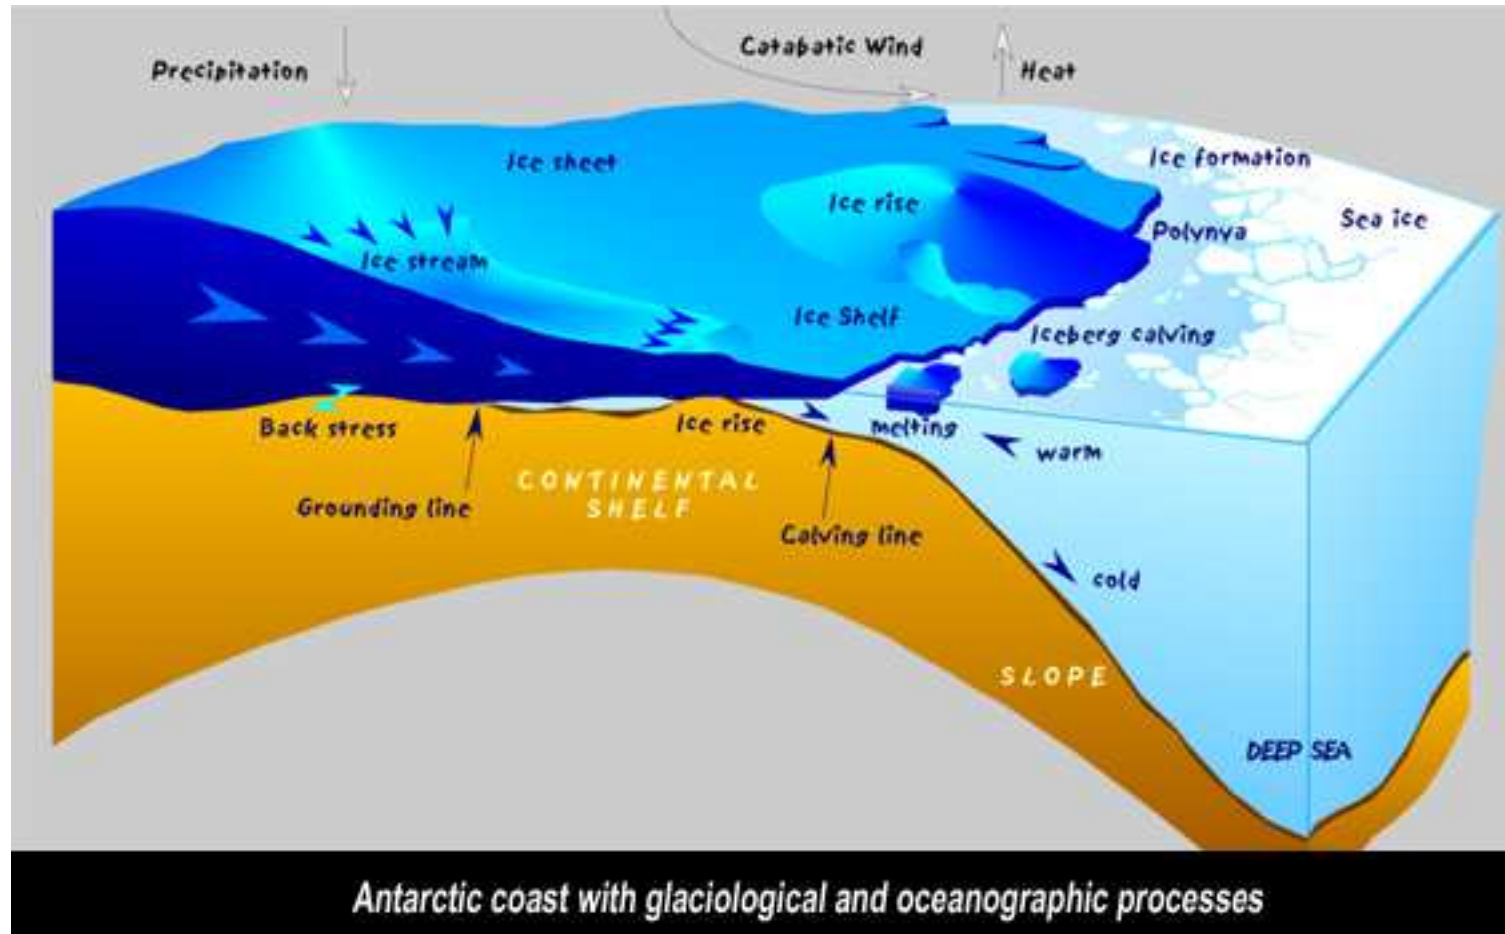 Catabatic Wind
Precipitation
Heat
Ice sheet
Ice formation
Ice rise
Sea ice
Polynya
Ice stream
Ice Shelf
Iceberg calving
Back stress
Ice rise
melting
warm
CONTINENTAL
SHELF
Grounding line
Calving line
cold
SLOPE
DEEP SEA
Antarctic coast with glaciological and oceanographic processes